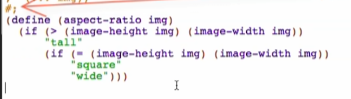 #;
(define (aspect-ratio img)
(if (> (image-height img) (image-width img))
"tall"
(if (= (image-height img) (image-width img))
"square"
"wide")))